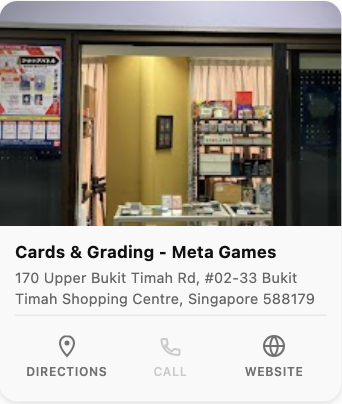 Cards & Grading - Meta Games
170 Upper Bukit Timah Rd, #02-33 Bukit
Timah Shopping Centre, Singapore 588179
DIRECTIONS
CALL
WEBSITE